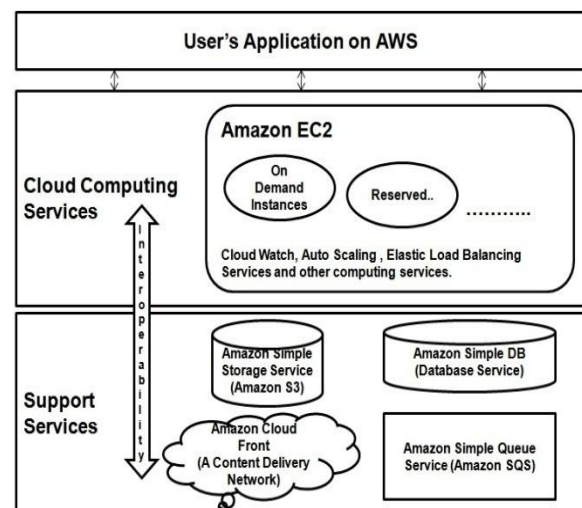 User's Application on AWS
Amazon EC2
On
Demand
Instances
Reserved..
...........
Cloud Computing
Services
Cloud Watch, Auto Scaling , Elastic Load Balancing
Services and other computing services.
Interoperability
Amazon Simple
Storage Service
(Amazon S3)
Amazon Simple DB
(Database Service)
Support
Services
Amazon Cloud
Front
(A Content Delivery
Network)
Amazon Simple Queue
Service (Amazon SQS)